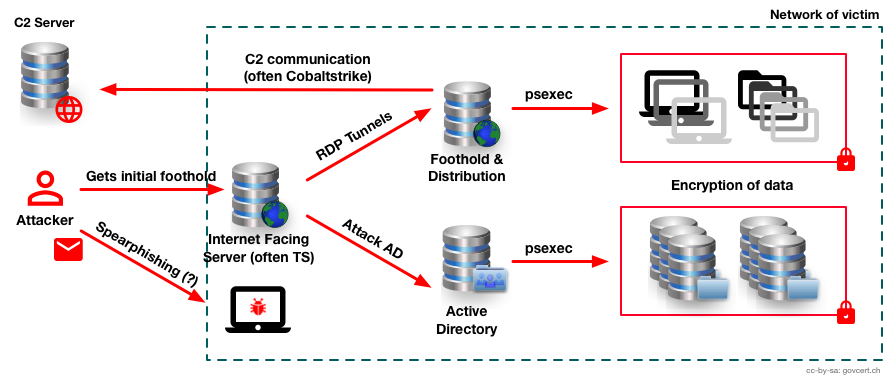 Network of victim
C2 Server
C2 communication
(often Cobaltstrike)
psexec
RDP Tunnels
Foothold &
Distribution
Gets initial foothold
Attacker
Encryption of data
Spearphishing (?)
Internet Facing
Server (often TS)
Attack AD
psexec
Active
Directory
cc-by-sa: govcert.ch